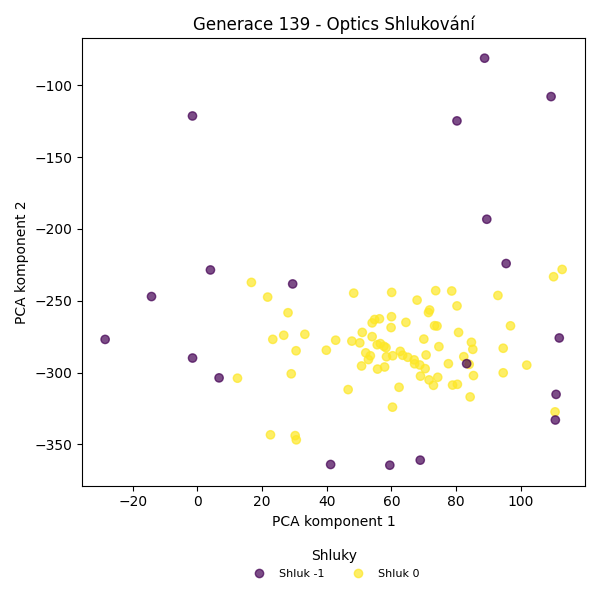 Generace 139 - Optics Shlukování
PCA komponent 2
−100
−150
−200
−250
−300
−350
−20
0
20
40
60
80
100
PCA komponent 1
Shluky
Shluk -1
Shluk 0